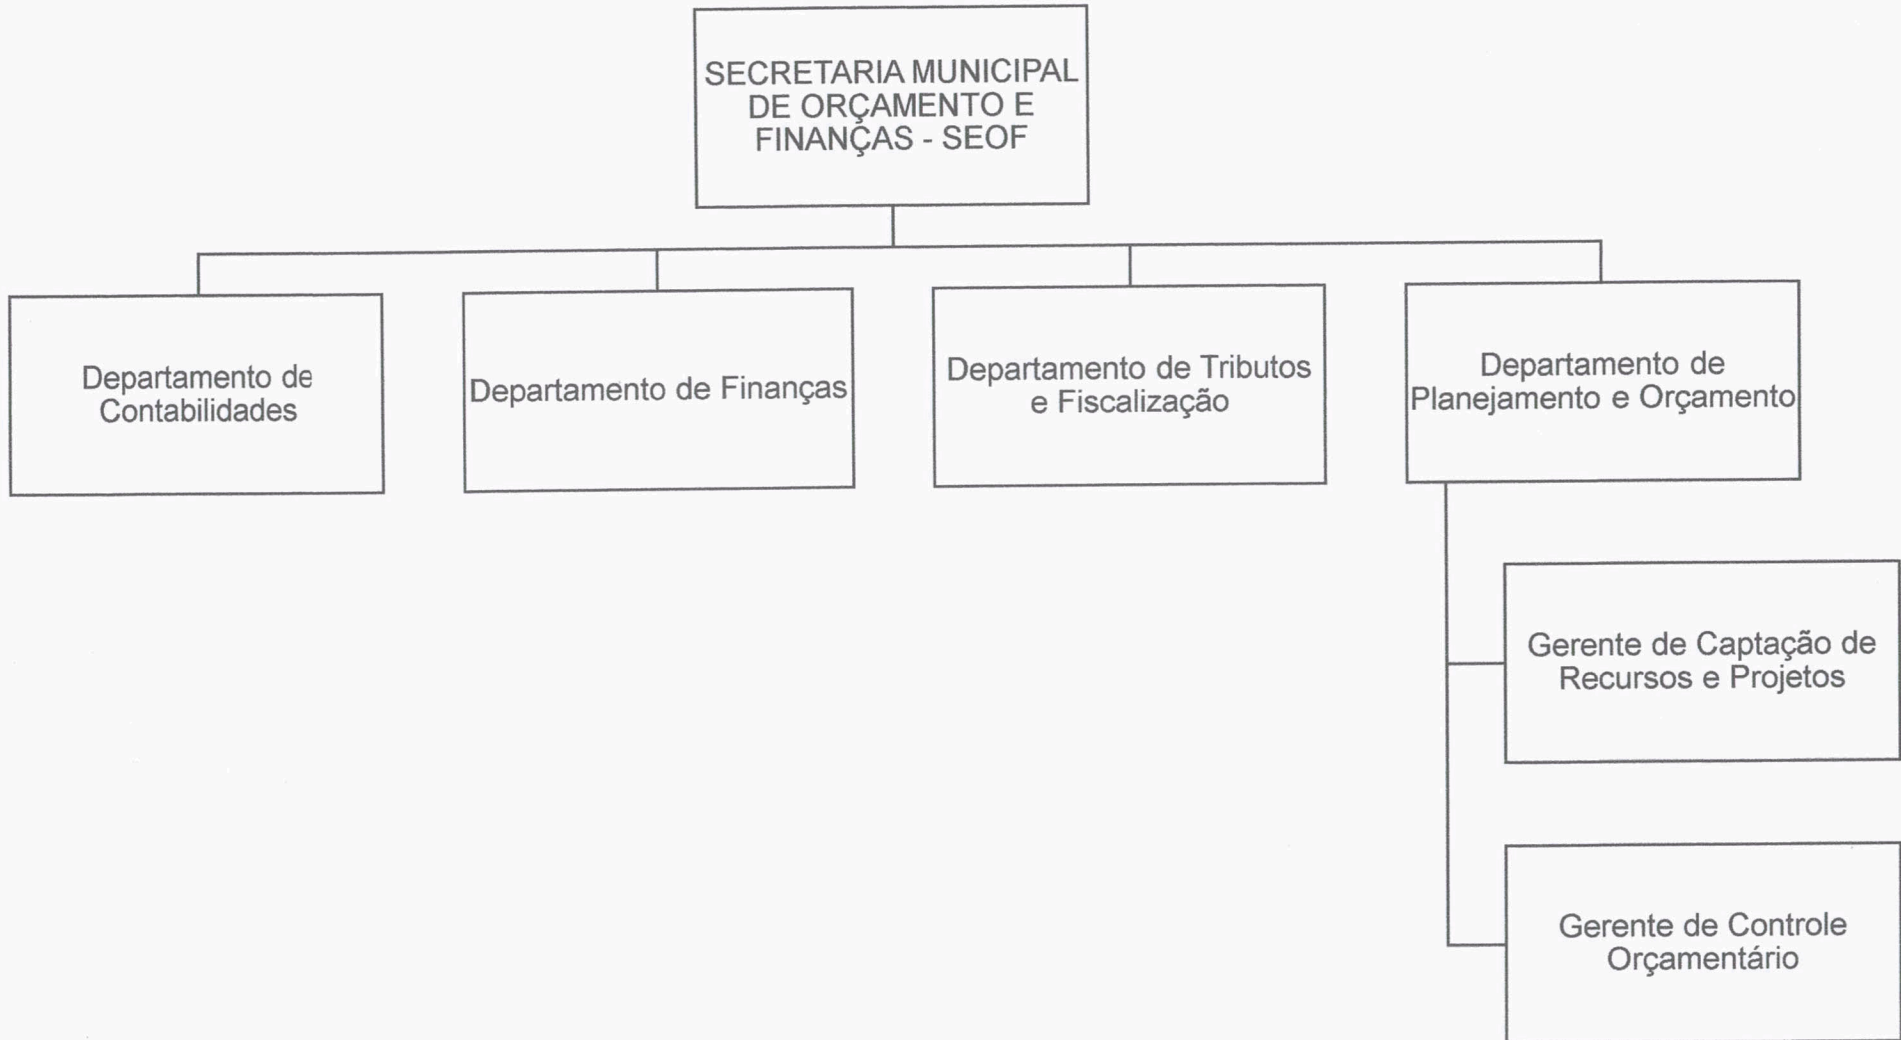 SECRETARIA MUNICIPAL
DE ORÇAMENTO E
FINANÇAS - SEOF
Departamento de
Contabilidades
Departamento de Finanças
Departamento de Tributos
e Fiscalização
Departamento de
Planejamento e Orçamento
Gerente de Captação de
Recursos e Projetos
Gerente de Controle
Orçamentário